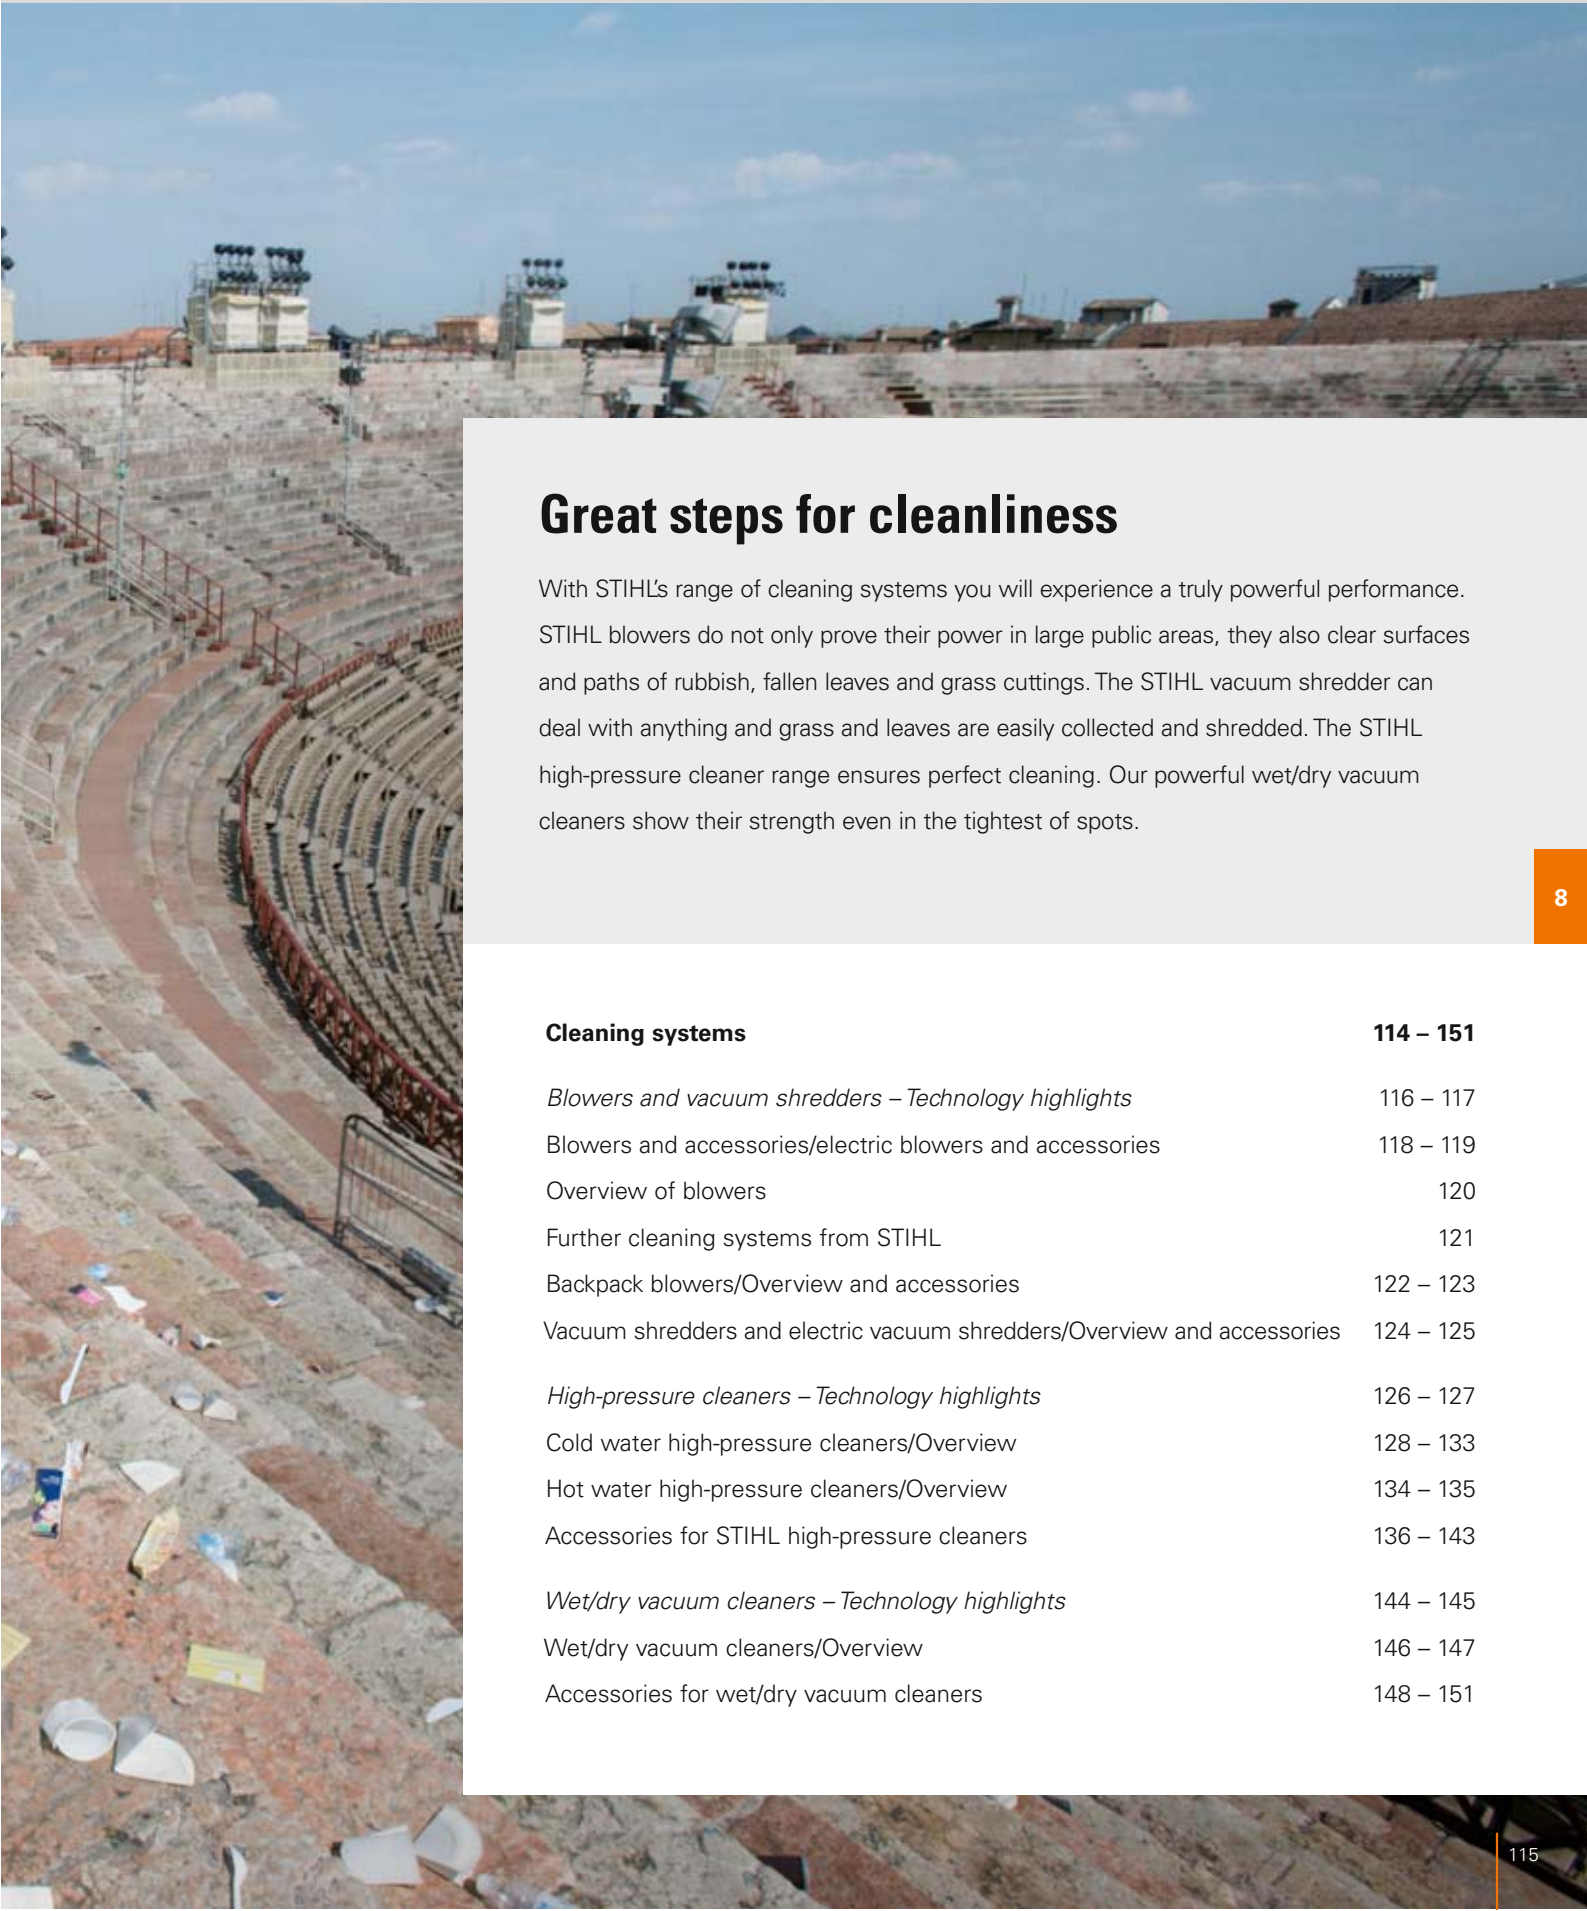 Great steps for cleanliness
With STIHL's range of cleaning systems you will experience a truly powerful performance.
STIHL blowers do not only prove their power in large public areas, they also clear surfaces
and paths of rubbish, fallen leaves and grass cuttings. The STIHL vacuum shredder can
deal with anything and grass and leaves are easily collected and shredded. The STIHL
high-pressure cleaner range ensures perfect cleaning. Our powerful wet/dry vacuum
cleaners show their strength even in the tightest of spots.
8
Cleaning systems 114 – 151
Blowers and vacuum shredders – Technology highlights 116 – 117
Blowers and accessories/electric blowers and accessories 118 – 119
Overview of blowers 120
Further cleaning systems from STIHL 121
Backpack blowers/Overview and accessories 122 – 123
Vacuum shredders and electric vacuum shredders/Overview and accessories 124 – 125
High-pressure cleaners – Technology highlights 126 – 127
Cold water high-pressure cleaners/Overview 128 – 133
Hot water high-pressure cleaners/Overview 134 – 135
Accessories for STIHL high-pressure cleaners 136 – 143
Wet/dry vacuum cleaners – Technology highlights 144 – 145
Wet/dry vacuum cleaners/Overview 146 – 147
Accessories for wet/dry vacuum cleaners 148 – 151
115